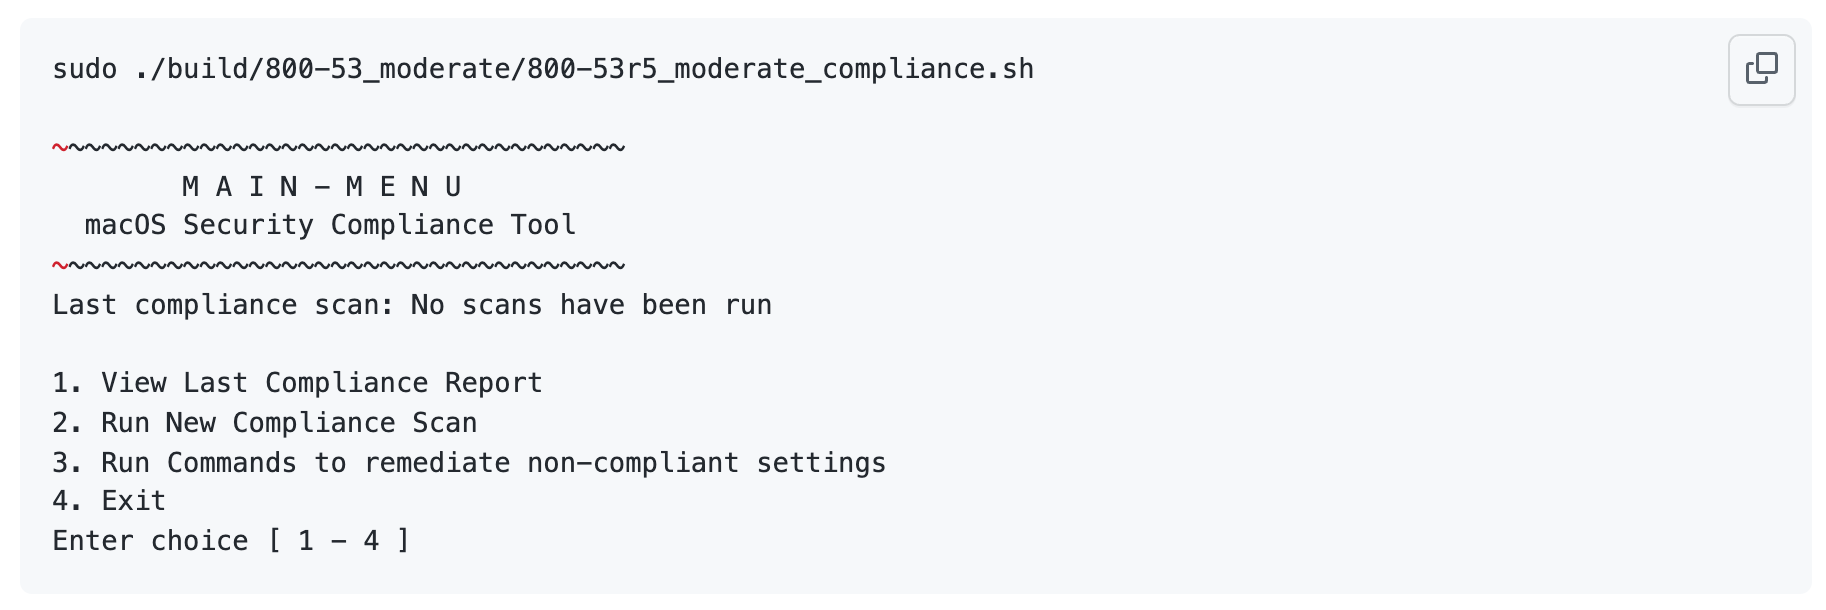 sudo ./build/800-53_moderate/800-53r5_moderate_compliance.sh
~~~~~~~~~~~~~~~~~~~~~~~~~~~~~~~~~~~
M A I N - M E N U
macOS Security Compliance Tool
~~~~~~~~~~~~~~~~~~~~~~~~~~~~~~~~~~~
Last compliance scan: No scans have been run
1. View Last Compliance Report
2. Run New Compliance Scan
3. Run Commands to remediate non-compliant settings
4. Exit
Enter choice [ 1 - 4 ]